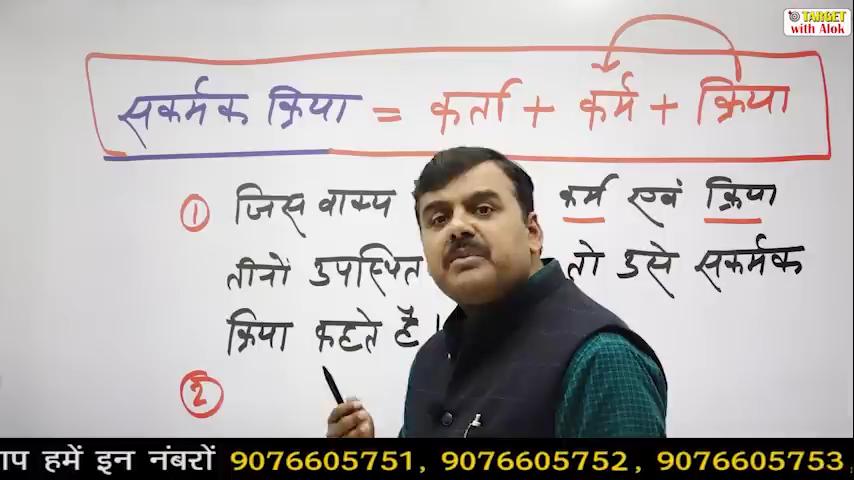 TARGET
with Alok
सकर्मक क्रिया = कर्ता + कर्म + क्रिया
① जिस वाक्य कर्म एवं क्रिया
तीनों उपस्थित तो उसे सकर्मक
क्रिया कहते हैं।
②
प हमें इन नंबरों 9076605751, 9076605752, 9076605753,